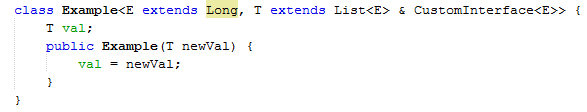 class Example<E extends Long, T extends List<E> & CustomInterface<E>> {
    T val;
    public Example(T newVal) {
        val = newVal;
    }
}